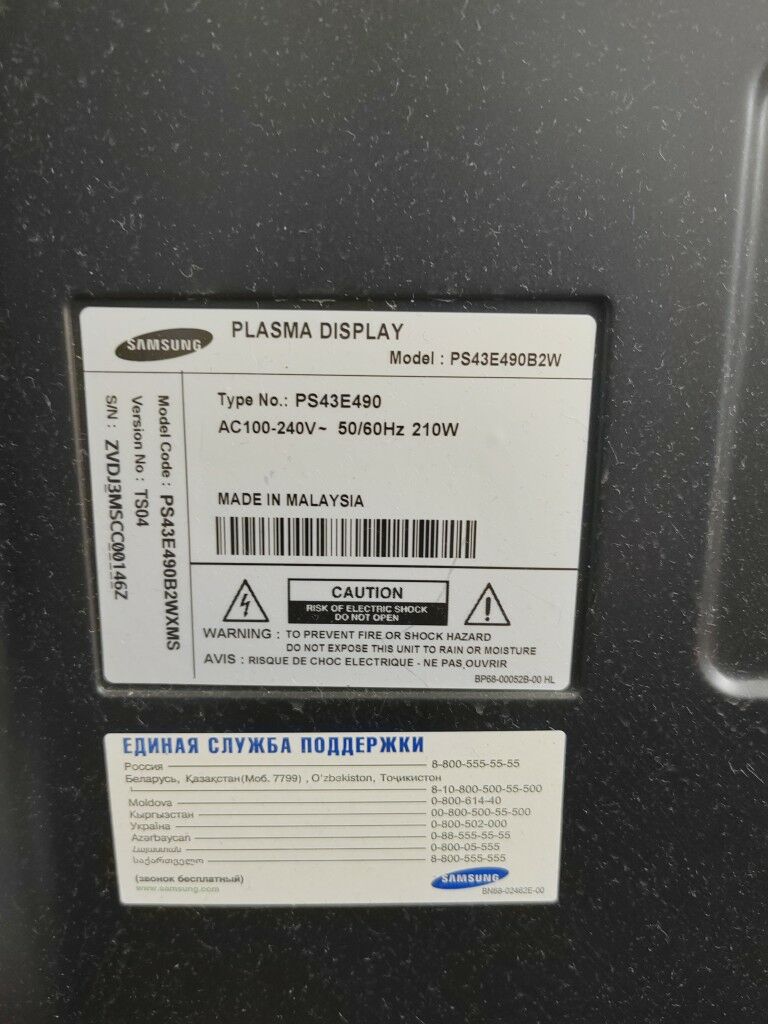 SAMSUNG
PLASMA DISPLAY
Model : PS43E490B2W
Type No.: PS43E490
AC100-240V~ 50/60Hz 210W
MADE IN MALAYSIA
Model Code : PS43E490B2WXMS
Version No : TS04
S/N : ZVDJ3MSCC00146Z
CAUTION
RISK OF ELECTRIC SHOCK
DO NOT OPEN
WARNING : TO PREVENT FIRE OR SHOCK HAZARD
DO NOT EXPOSE THIS UNIT TO RAIN OR MOISTURE
AVIS : RISQUE DE CHOC ELECTRIQUE - NE PAS OUVRIR
BP68-00052B-00 HL
ЕДИНАЯ СЛУЖБА ПОДДЕРЖКИ
Россия 8-800-555-55-55
Беларусь, Қазақстан(Моб. 7799) , O'zbekiston, Тоҷикистон
8-10-800-500-55-500
Moldova 0-800-614-40
Кыргызстан 00-800-500-55-500
Україна 0-800-502-000
Azərbaycan 0-88-555-55-55
Հայաստան 0-800-05-555
საქართველო 8-800-555-555
(звонок бесплатный)
www.samsung.com
SAMSUNG
BN68-02462E-00